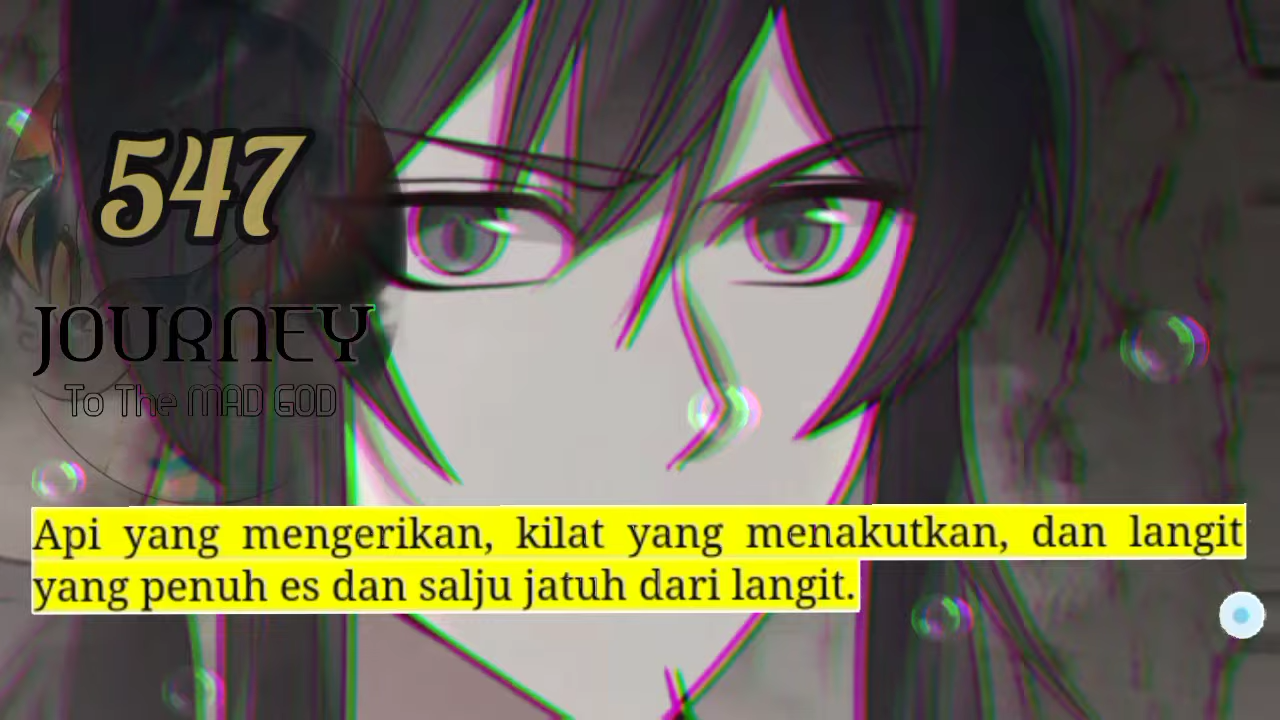 547
JOURNEY
To The MAD GOD
Api yang mengerikan, kilat yang menakutkan, dan langit
yang penuh es dan salju jatuh dari langit.